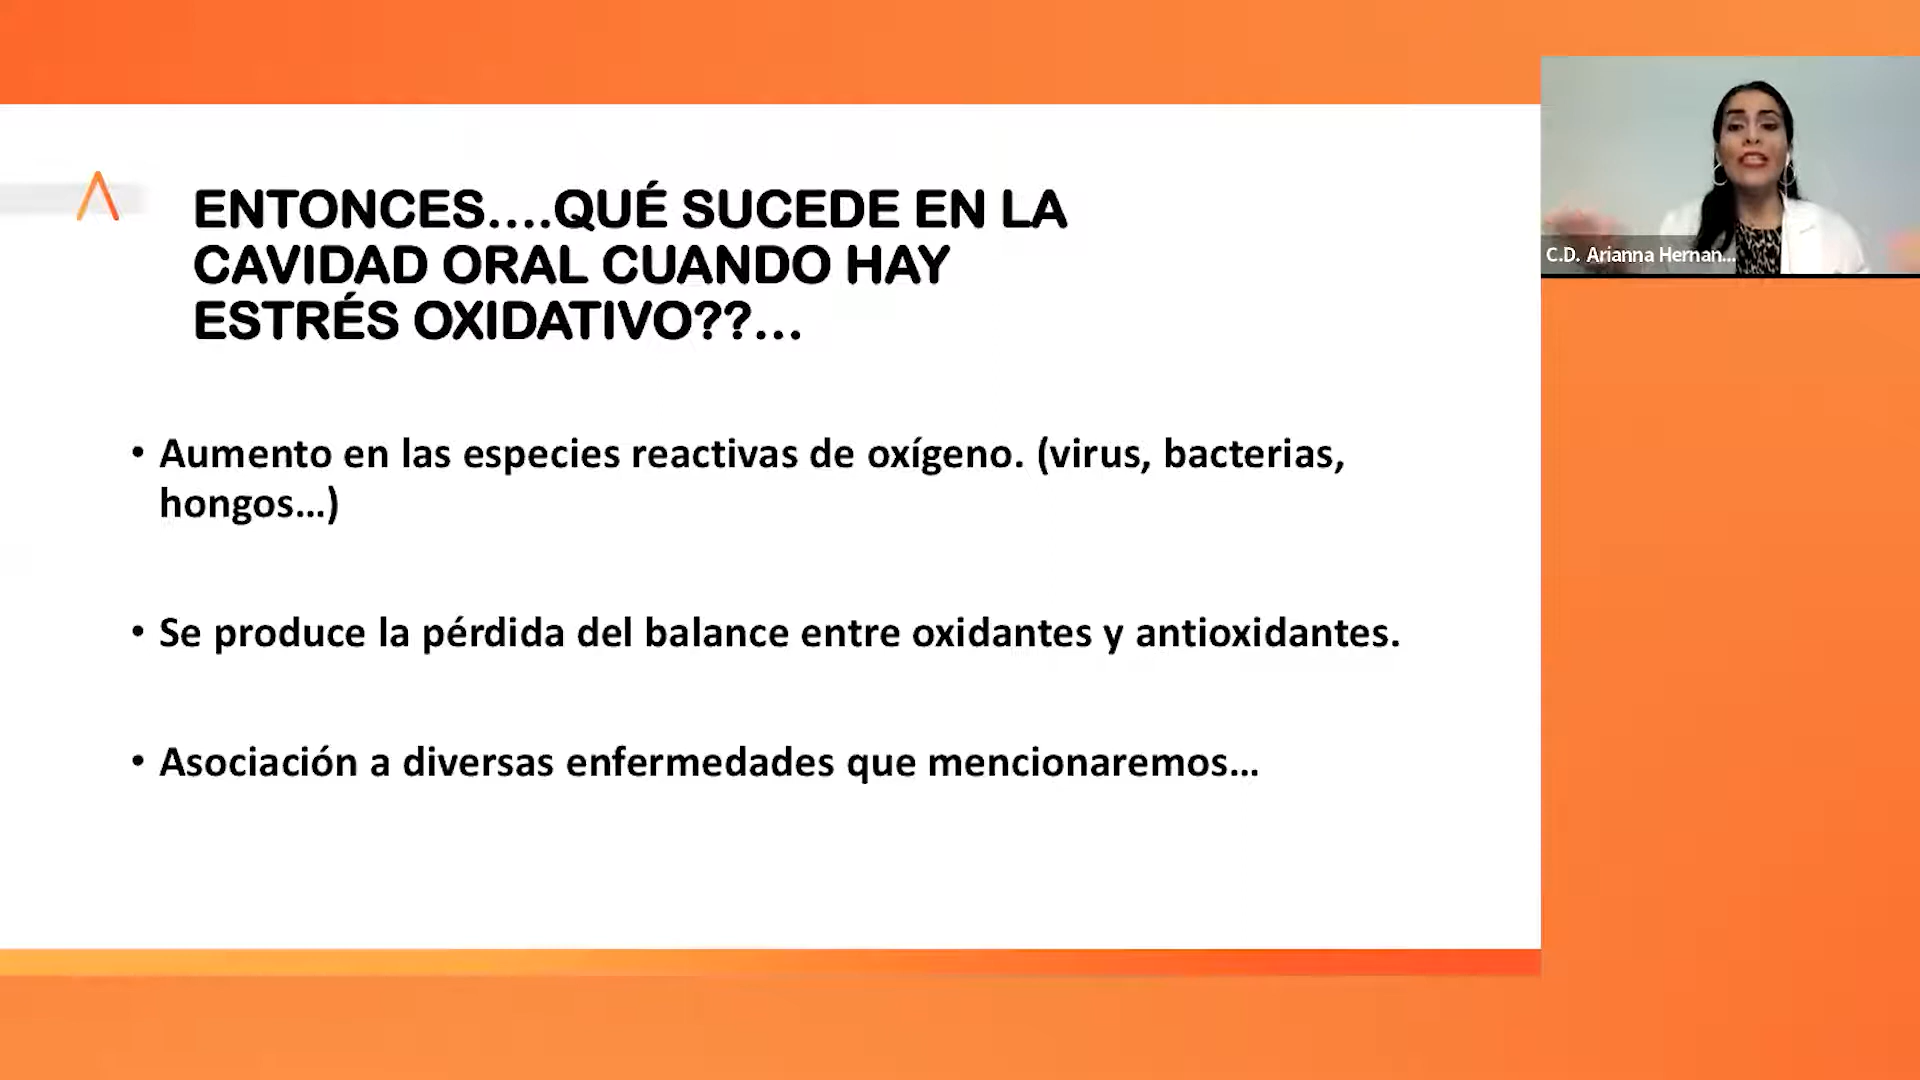 ENTONCES....QUÉ SUCEDE EN LA
CAVIDAD ORAL CUANDO HAY
ESTRÉS OXIDATIVO??...
• Aumento en las especies reactivas de oxígeno. (virus, bacterias,
hongos...)
• Se produce la pérdida del balance entre oxidantes y antioxidantes.
• Asociación a diversas enfermedades que mencionaremos...
C.D. Arianna Hernan...